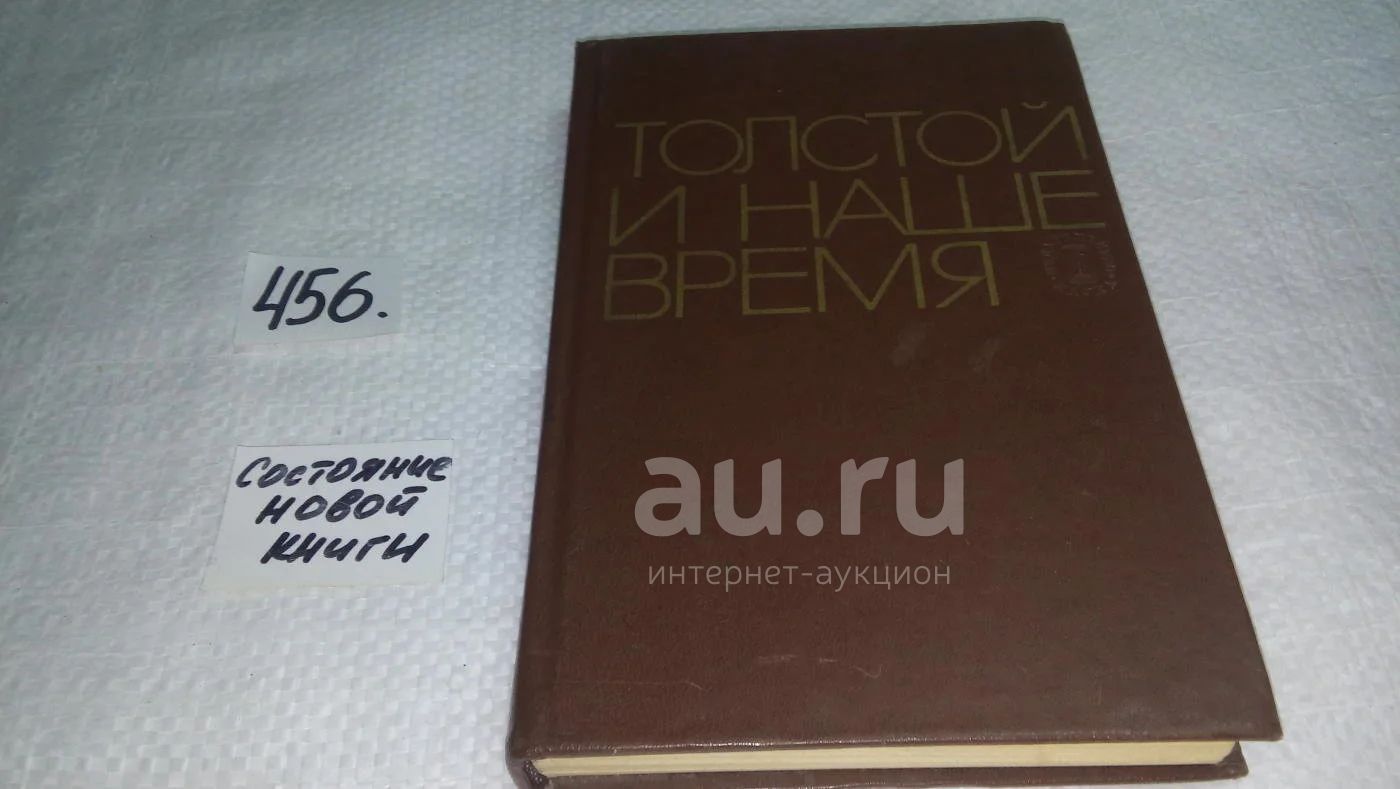 ТОЛСТОЙ
И НАШЕ
ВРЕМЯ
456.
Состояние
новой
книги
au.ru
интернет-аукцион